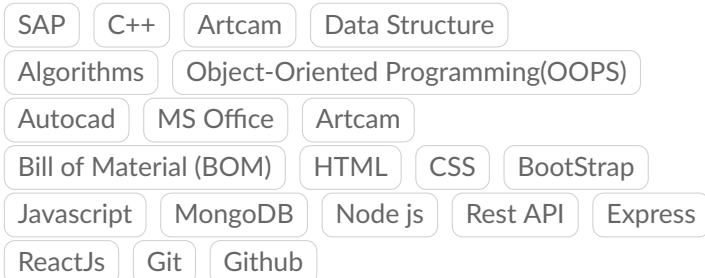 SAP C++ Artcam Data Structure
Algorithms Object-Oriented Programming(OOPS)
Autocad MS Office Artcam
Bill of Material (BOM) HTML CSS BootStrap
Javascript MongoDB Node js Rest API Express
ReactJs Git Github